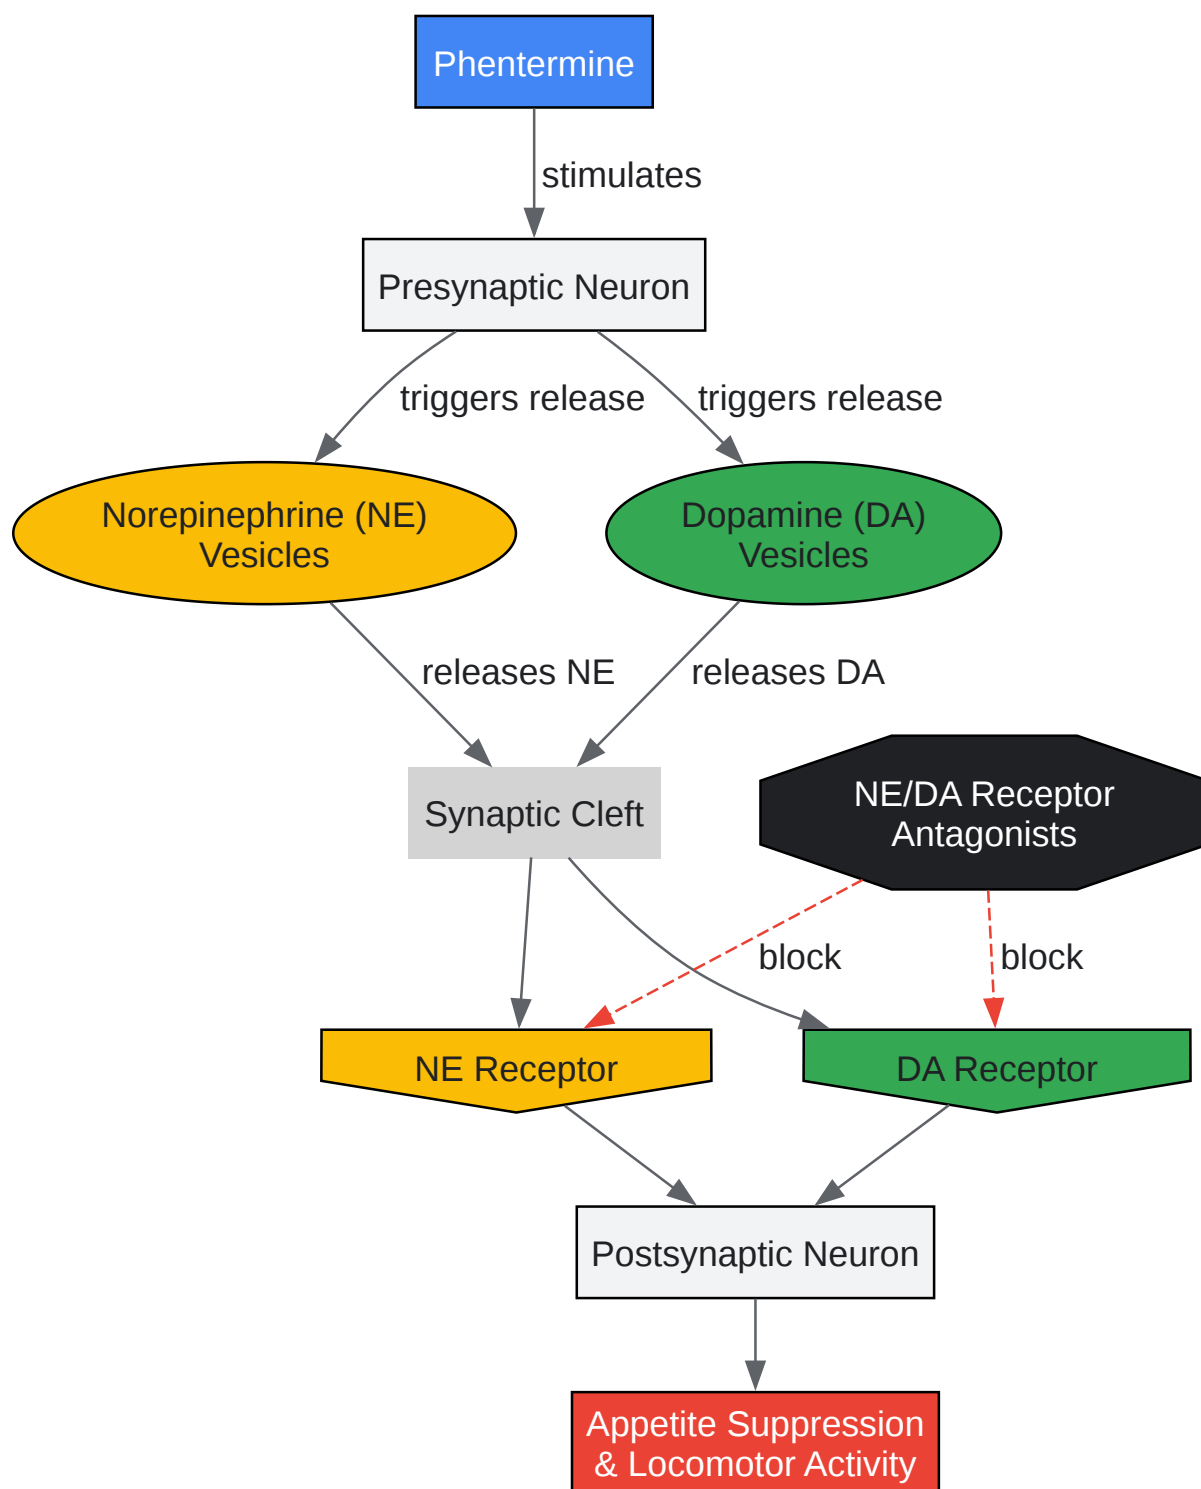 Phentermine
stimulates
Presynaptic Neuron
triggers release
triggers release
Norepinephrine (NE)
Vesicles
Dopamine (DA)
Vesicles
releases NE
releases DA
Synaptic Cleft
NE/DA Receptor
Antagonists
block
block
NE Receptor
DA Receptor
Postsynaptic Neuron
Appetite Suppression
& Locomotor Activity